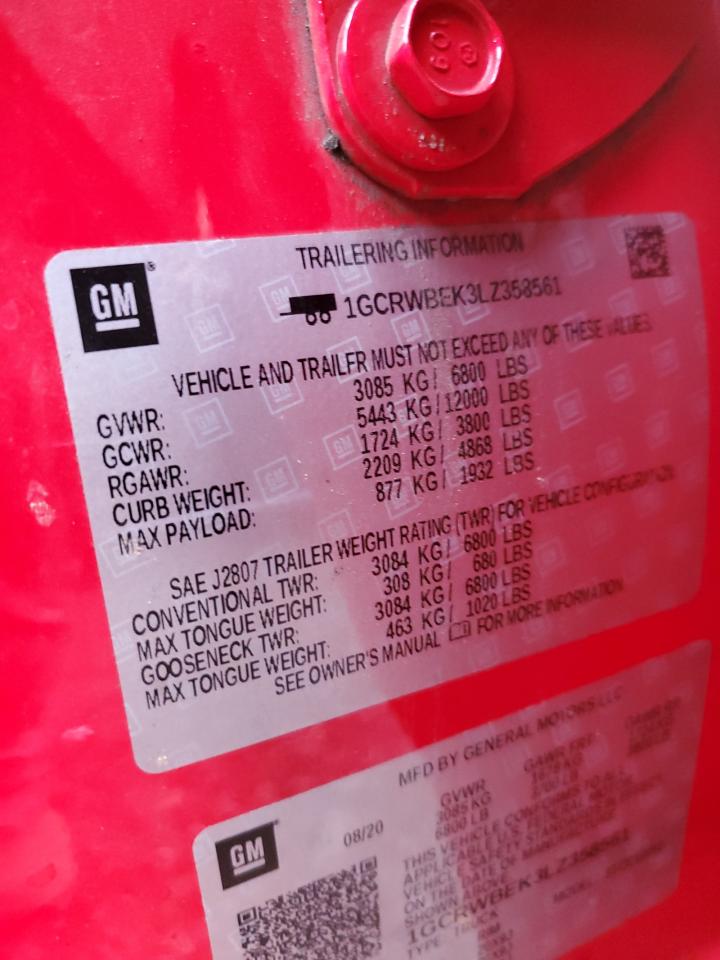 109
TRAILERING INFORMATION
GM
1GCRWBEK3LZ358561
VEHICLE AND TRAILER MUST NOT EXCEED ANY OF THESE VALUES
GVWR: 3085 KG/ 6800 LBS
GCWR: 5443 KG/12000 LBS
RGAWR: 1724 KG/ 3800 LBS
CURB WEIGHT: 2209 KG/ 4868 LBS
MAX PAYLOAD: 877 KG/ 1932 LBS
SAE J2807 TRAILER WEIGHT RATING (TWR) FOR VEHICLE CONFIGURATION
CONVENTIONAL TWR: 3084 KG/ 6800 LBS
MAX TONGUE WEIGHT: 308 KG/ 680 LBS
GOOSENECK TWR: 3084 KG/ 6800 LBS
MAX TONGUE WEIGHT: 463 KG/ 1020 LBS
SEE OWNER'S MANUAL FOR MORE INFORMATION
MFD BY GENERAL MOTORS LLC
GM
08/20
GVWR GAWR FRT
3085 KG
6800 LB
THIS VEHICLE CONFORMS TO ALL
APPLICABLE U.S. FEDERAL MOTOR
VEHICLE SAFETY STANDARDS
ON THE DATE OF
SHOWN ABOVE
1GCRWBEK3LZ358561
TYPE: TRUCK MODEL: